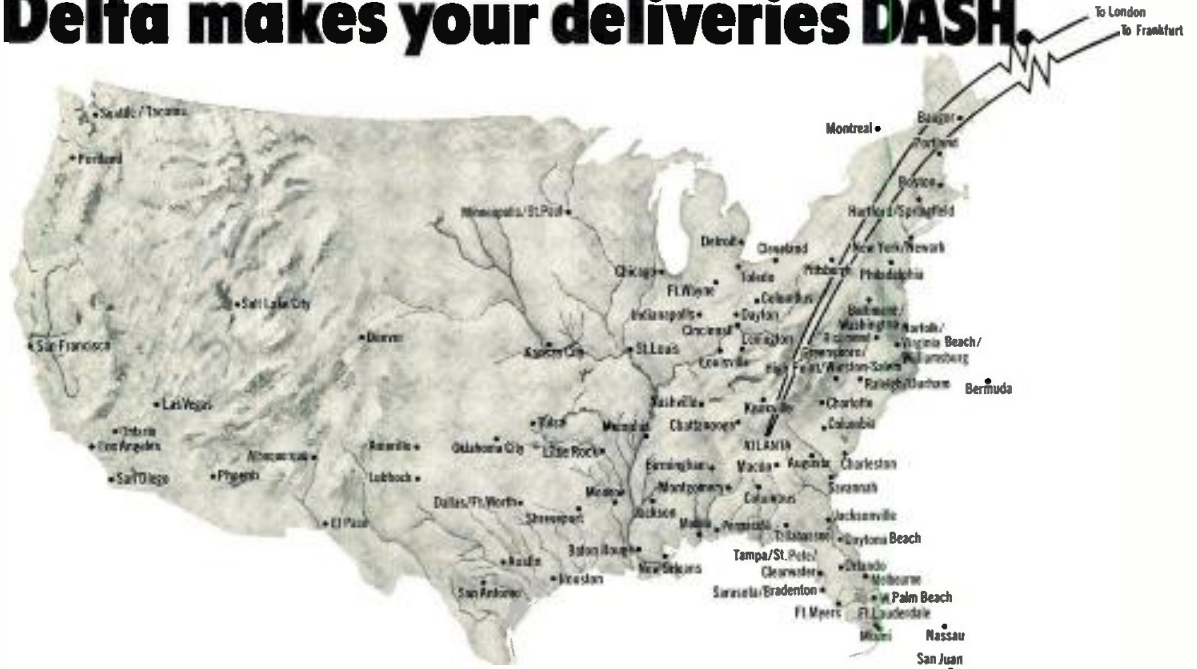 Delta makes your deliveries DASH.
To London
To Frankfurt
Seattle/Tacoma
Montreal
Bangor
Portland
Portland
Boston
Minneapolis/St.Paul
Hartford/Springfield
Detroit
Cleveland
New York/Newark
Chicago
Toledo
Pittsburgh
Philadelphia
Ft.Wayne
Salt Lake City
Columbus
Indianapolis
Dayton
Baltimore/
Washington
Cincinnati
Norfolk/
Virginia Beach/
Williamsburg
Richmond
Denver
Lexington
San Francisco
Kansas City
St.Louis
Louisville
Greensboro/
High Point/Winston-Salem
Raleigh/Durham
Bermuda
Las Vegas
Nashville
Knoxville
Charlotte
Tulsa
Memphis
Chattanooga
Columbia
Ontario
Los Angeles
Albuquerque
Amarillo
Oklahoma City
Little Rock
ATLANTA
Birmingham
Macon
Augusta
Charleston
San Diego
Phoenix
Lubbock
Montgomery
Savannah
Dallas/Ft.Worth
Monroe
Columbus
Shreveport
Jackson
Jacksonville
El Paso
Mobile
Pensacola
Tallahassee
Daytona Beach
Baton Rouge
Tampa/St.Pete/
Clearwater
Orlando
Austin
New Orleans
Melbourne
Houston
San Antonio
Sarasota/Bradenton
W.Palm Beach
Ft.Myers
Ft.Lauderdale
Miami
Nassau
San Juan